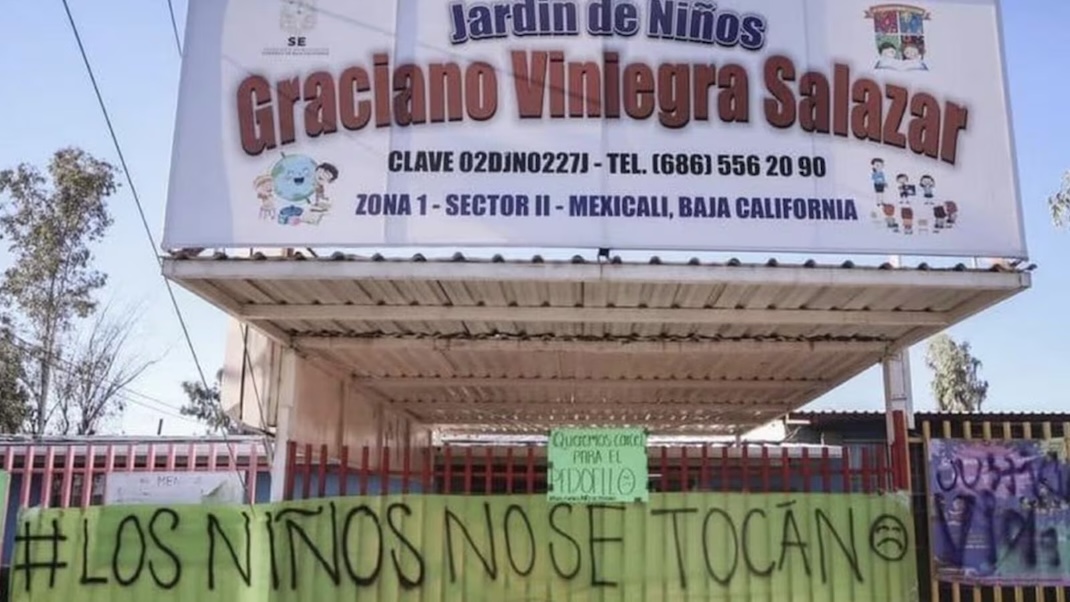 SE
Jardín de Niños
Graciano Viniegra Salazar
CLAVE 02DJN0227J - TEL. (686) 556 20 90
ZONA 1 - SECTOR II - MEXICALI, BAJA CALIFORNIA
Queremos carcel
PARA EL
PEDOFILO
#LOS NIÑOS NO SE TOCÁN